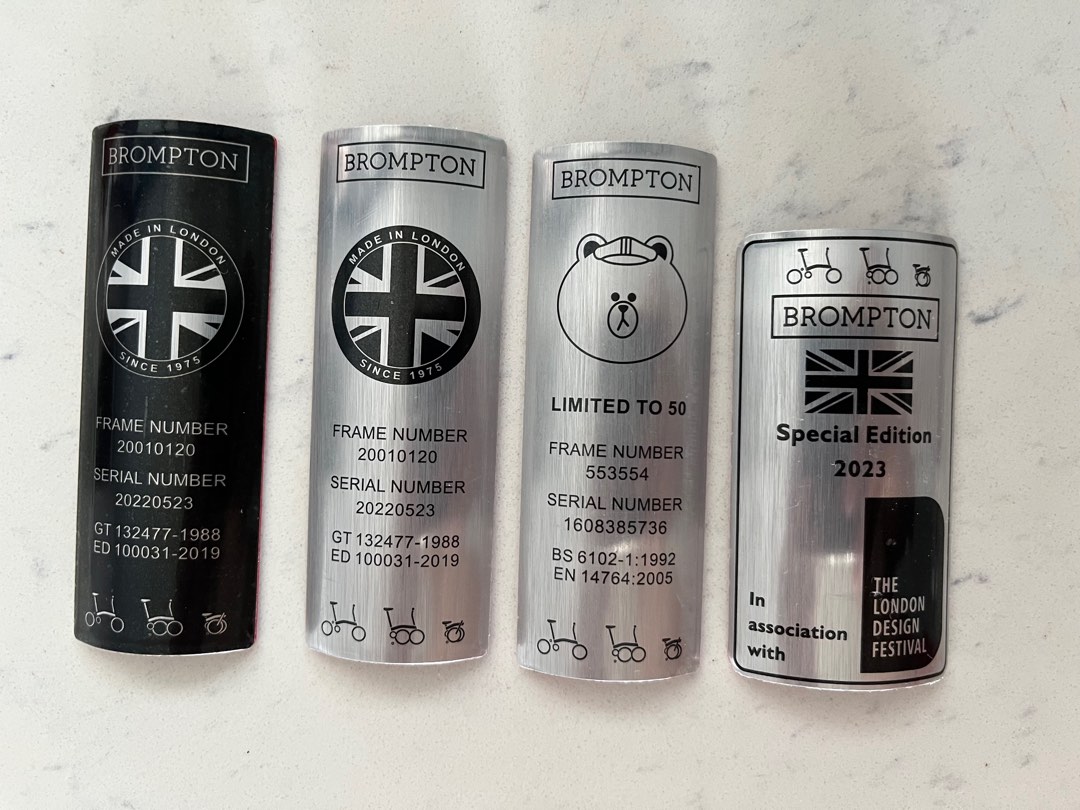 BROMPTON
MADE IN LONDON
SINCE 1975
FRAME NUMBER
20010120
SERIAL NUMBER
20220523
GT 132477-1988
ED 100031-2019
BROMPTON
MADE IN LONDON
SINCE 1975
FRAME NUMBER
20010120
SERIAL NUMBER
20220523
GT 132477-1988
ED 100031-2019
BROMPTON
LIMITED TO 50
FRAME NUMBER
553554
SERIAL NUMBER
1608385736
BS 6102-1:1992
EN 14764:2005
BROMPTON
Special Edition
2023
In
association
with
THE
LONDON
DESIGN
FESTIVAL